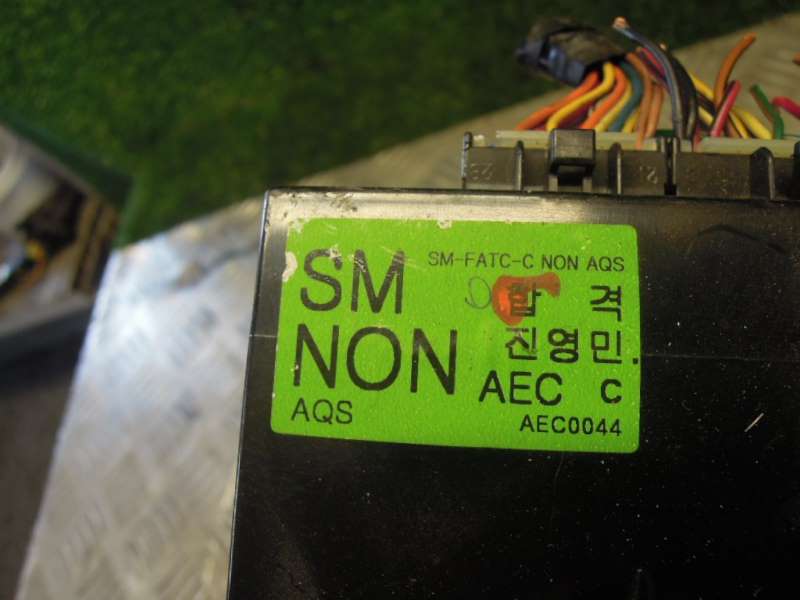 SM
SM-FATC-C NON AQS
합 격
NON
진영민.
AEC C
AQS
AEC0044